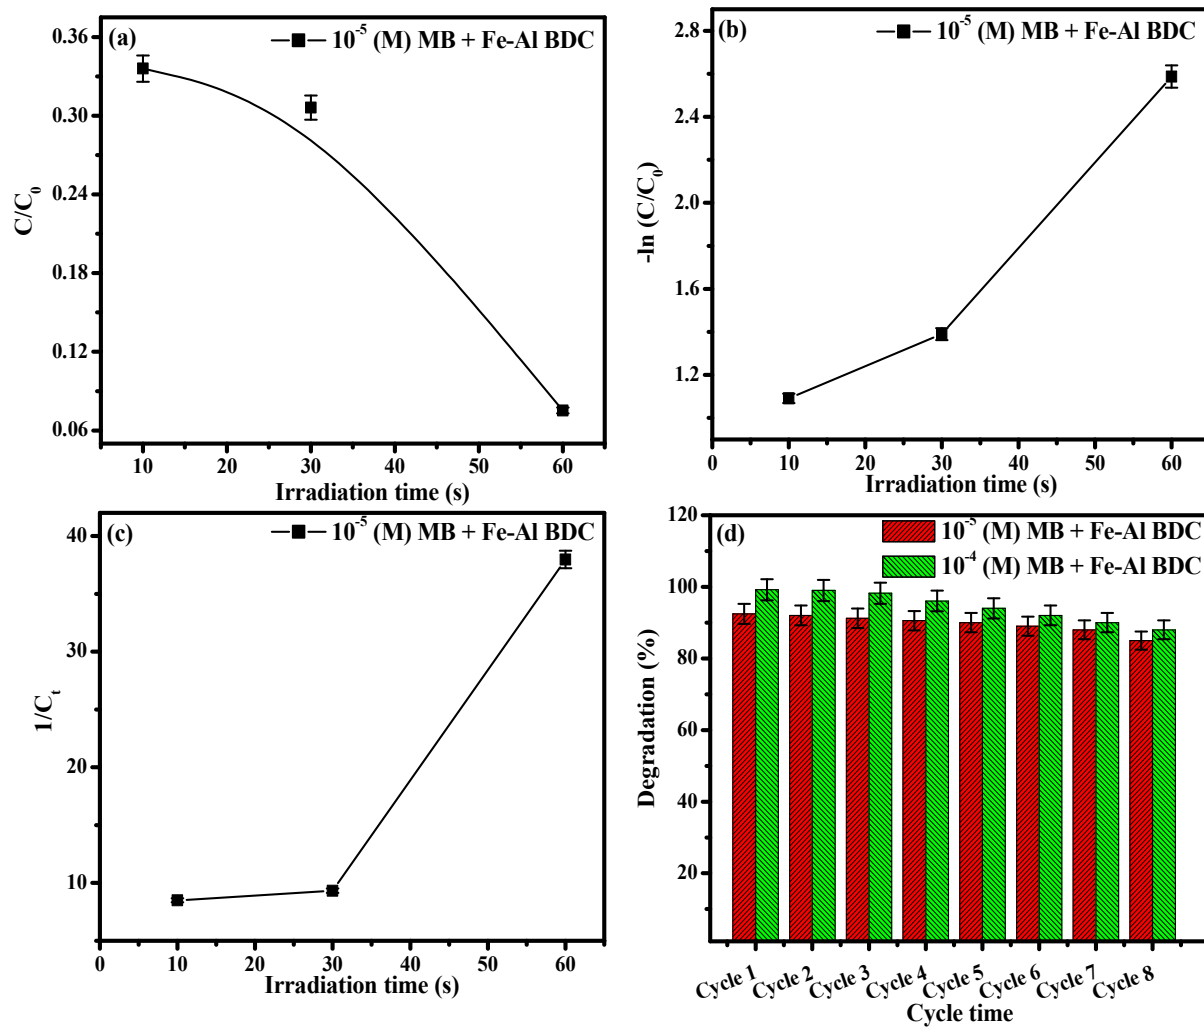 (a)
10⁻⁵ (M) MB + Fe-Al BDC
0.36
0.30
0.24
0.18
0.12
0.06
C/C₀
10 20 30 40 50 60
Irradiation time (s)
(b)
10⁻⁵ (M) MB + Fe-Al BDC
2.8
2.4
2.0
1.6
1.2
-ln (C/C₀)
0 10 20 30 40 50 60
Irradiation time (s)
(c)
10⁻⁵ (M) MB + Fe-Al BDC
40
30
20
10
1/Cₜ
0 10 20 30 40 50 60
Irradiation time (s)
(d)
10⁻⁵ (M) MB + Fe-Al BDC
10⁻⁴ (M) MB + Fe-Al BDC
120
100
80
60
40
20
Degradation (%)
Cycle 1 Cycle 2 Cycle 3 Cycle 4 Cycle 5 Cycle 6 Cycle 7 Cycle 8
Cycle time